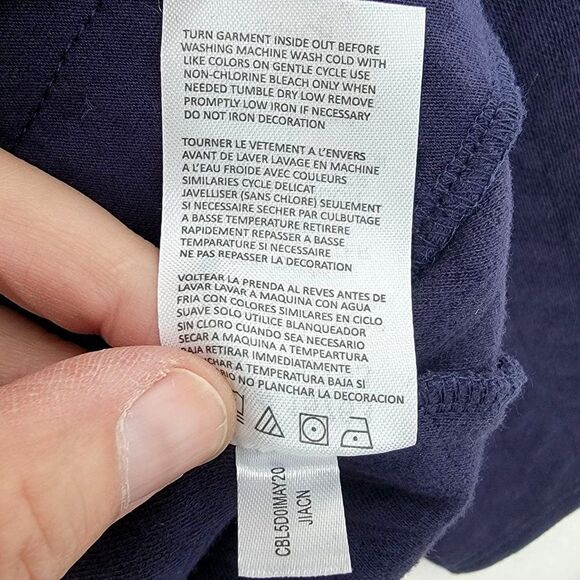 TURN GARMENT INSIDE OUT BEFORE
WASHING MACHINE WASH COLD WITH
LIKE COLORS ON GENTLE CYCLE USE
NON-CHLORINE BLEACH ONLY WHEN
NEEDED TUMBLE DRY LOW REMOVE
PROMPTLY LOW IRON IF NECESSARY
DO NOT IRON DECORATION
TOURNER LE VETEMENT A L'ENVERS
AVANT DE LAVER LAVAGE EN MACHINE
A L'EAU FROIDE AVEC COULEURS
SIMILARIES CYCLE DELICAT
JAVELLISER (SANS CHLORE) SEULEMENT
SI NECESSAIRE SECHER PAR CULBUTAGE
A BASSE TEMPERATURE RETIRERE
RAPIDEMENT REPASSER A BASSE
TEMPARATURE SI NECESSAIRE
NE PAS REPASSER LA DECORATION
VOLTEAR LA PRENDA AL REVES ANTES DE
LAVAR LAVAR A MAQUINA CON AGUA
FRIA CON COLORES SIMILARES EN CICLO
SUAVE SOLO UTILICE BLANQUEADOR
SIN CLORO CUANDO SEA NECESARIO
SECAR A MAQUINA A TEMPEARTURA
BAJA RETIRAR IMMEDIATAMENTE
A TEMPERATURA BAJA SI
NO PLANCHAR LA DECORACION
CBL5D0IMAY20
JIACN